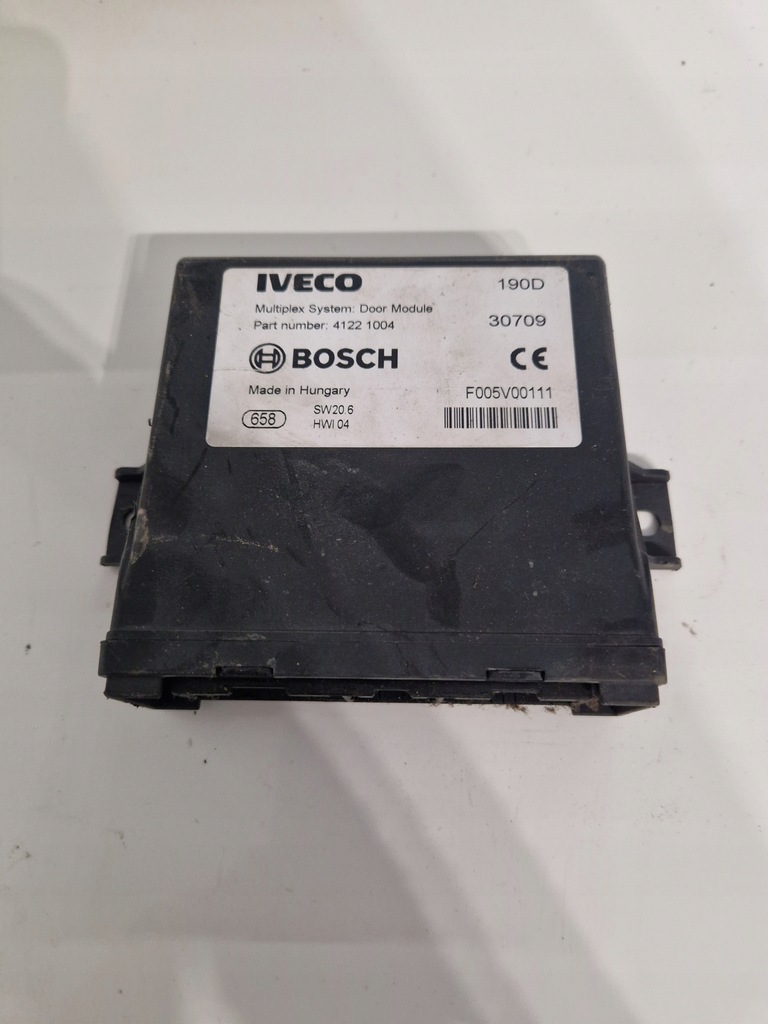 IVECO 190D
Multiplex System: Door Module
Part number: 4122 1004 30709
BOSCH CE
Made in Hungary F005V00111
658 SW20.6
HWI 04